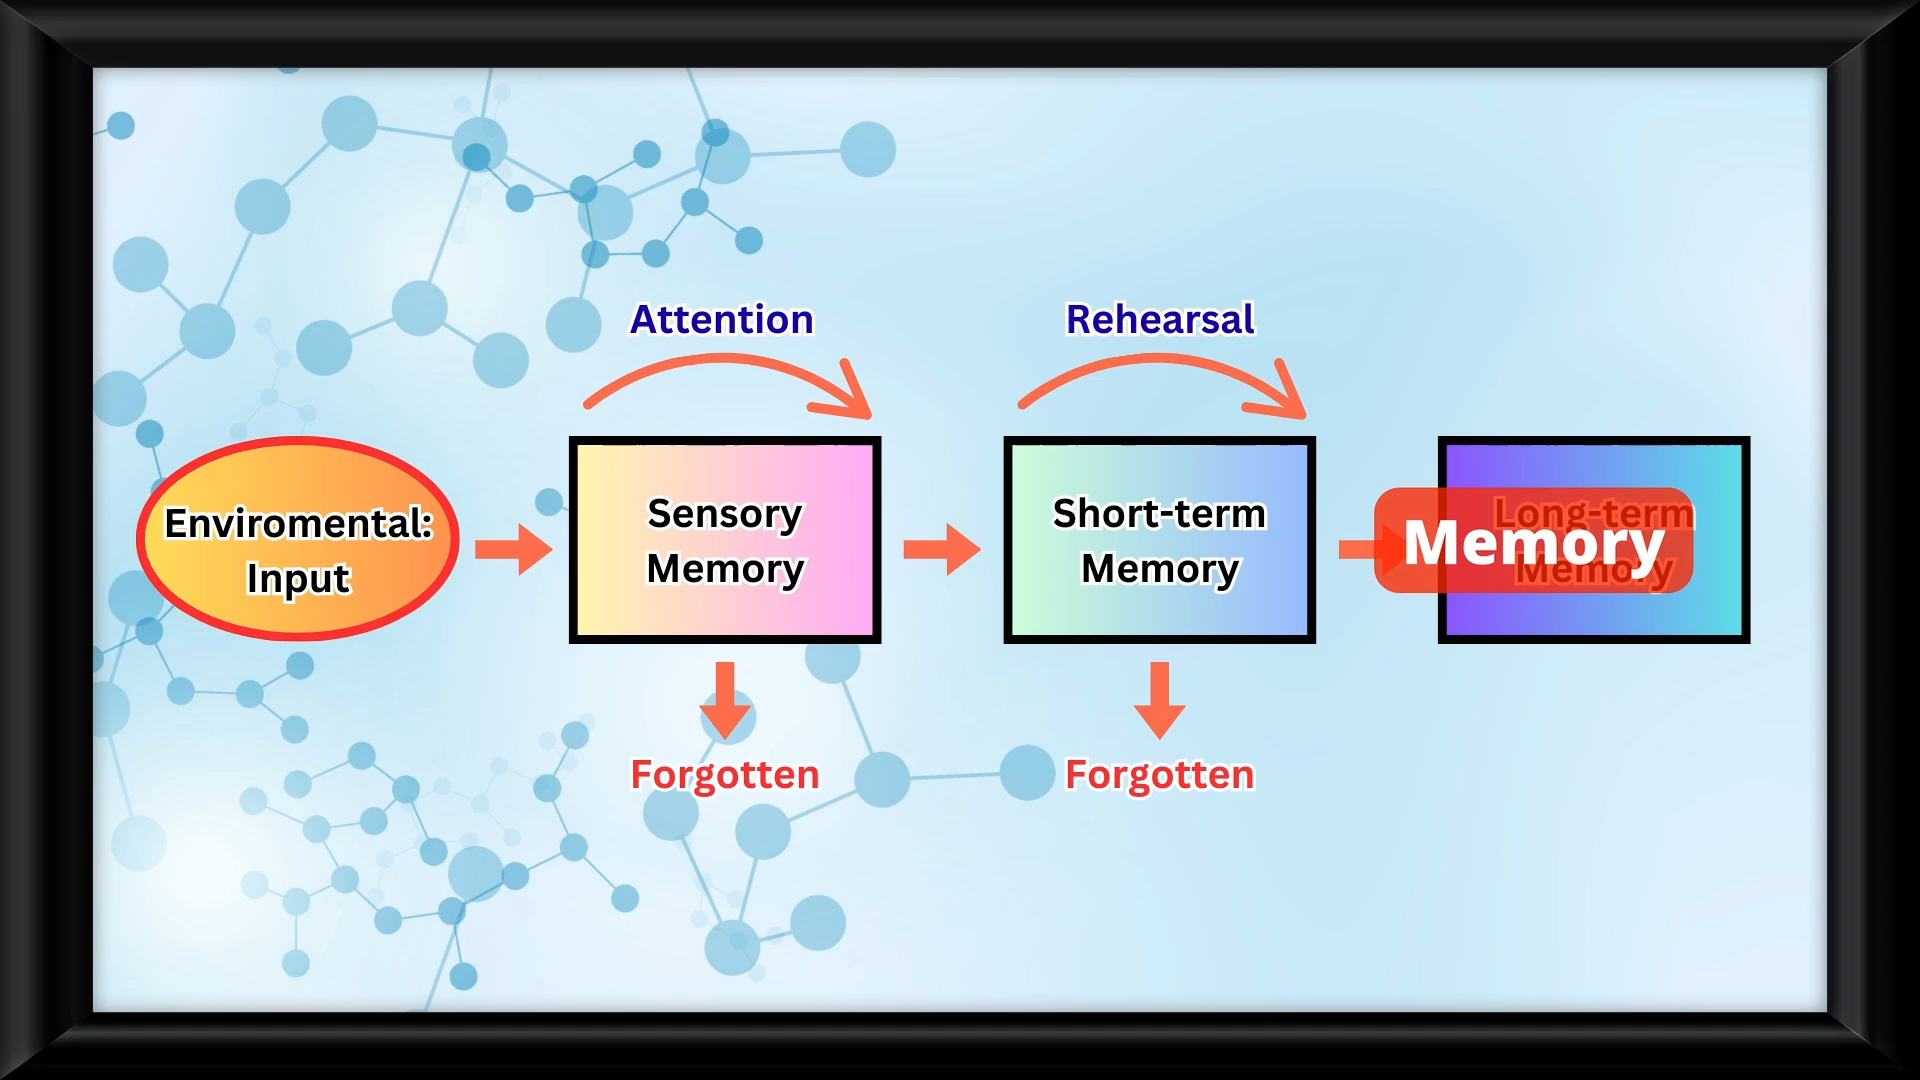 Attention
Rehearsal
Enviromental:
Input
Sensory
Memory
Short-term
Memory
Long-term
Memory
Memory
Forgotten
Forgotten